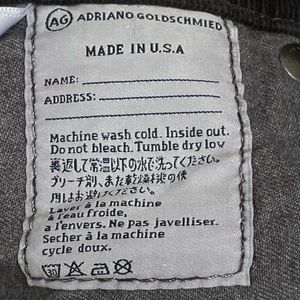 AG ADRIANO GOLDSCHMIED
MADE IN U.S.A
NAME:
ADDRESS:
Machine wash cold. Inside out.
Do not bleach. Tumble dry low
裏返して常温以下の水で洗ってください。
ブリーチ剤、また乾燥機の使
用はお避けください。
Laver à la machine
à l'eau froide,
a l'envers. Ne pas javelliser.
Secher à la machine
cycle doux.
30